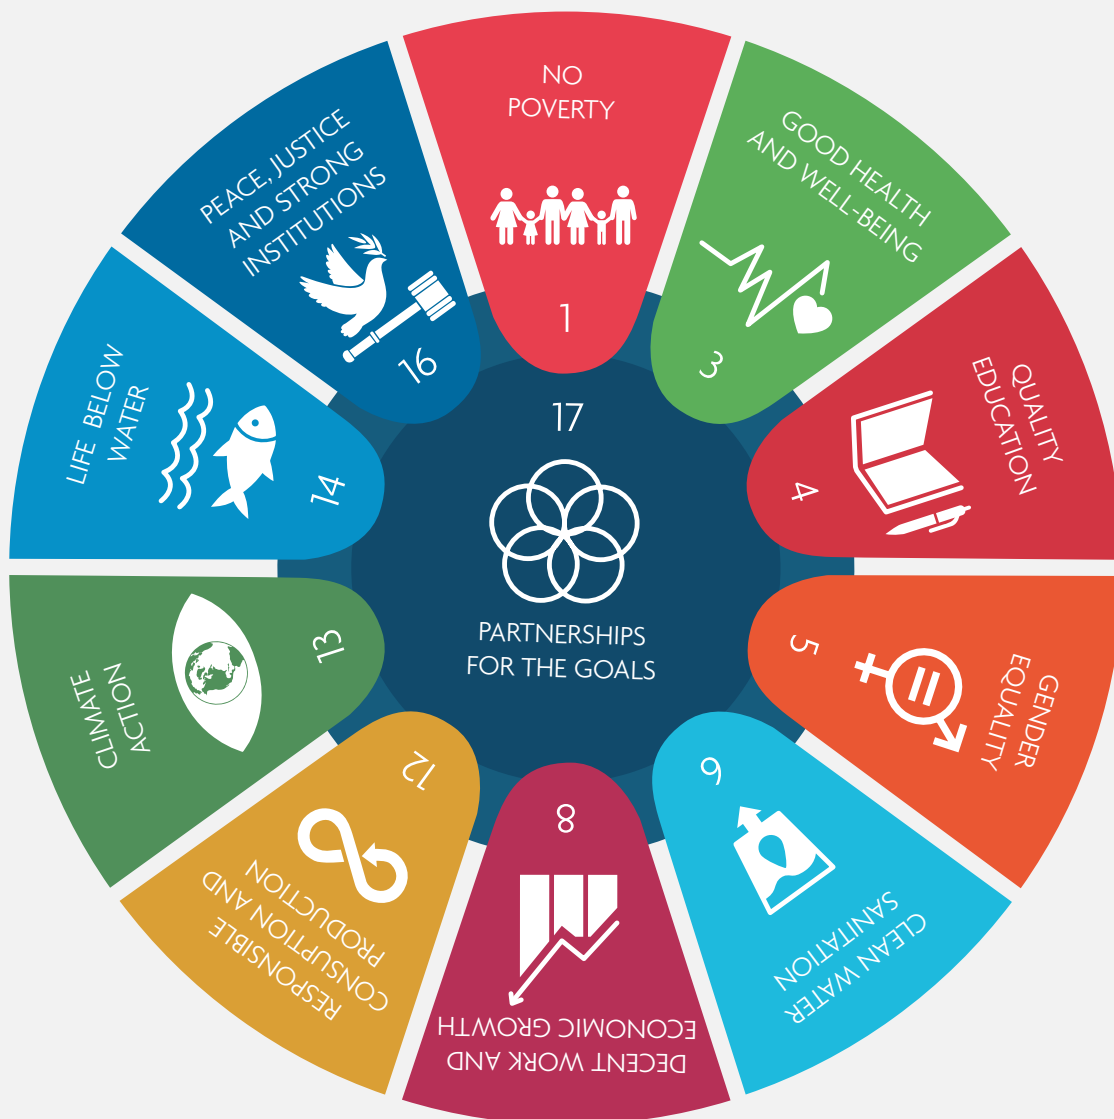 NO
POVERTY
1
GOOD HEALTH
AND WELL-BEING
3
QUALITY
EDUCATION
4
GENDER
EQUALITY
5
CLEAN WATER
SANITATION
6
DECENT WORK AND
ECONOMIC GROWTH
8
RESPONSIBLE
CONSUPTION AND
PRODUCTION
12
CLIMATE
ACTION
13
LIFE BELOW
WATER
14
PEACE, JUSTICE
AND STRONG
INSTITUTIONS
16
17
PARTNERSHIPS
FOR THE GOALS